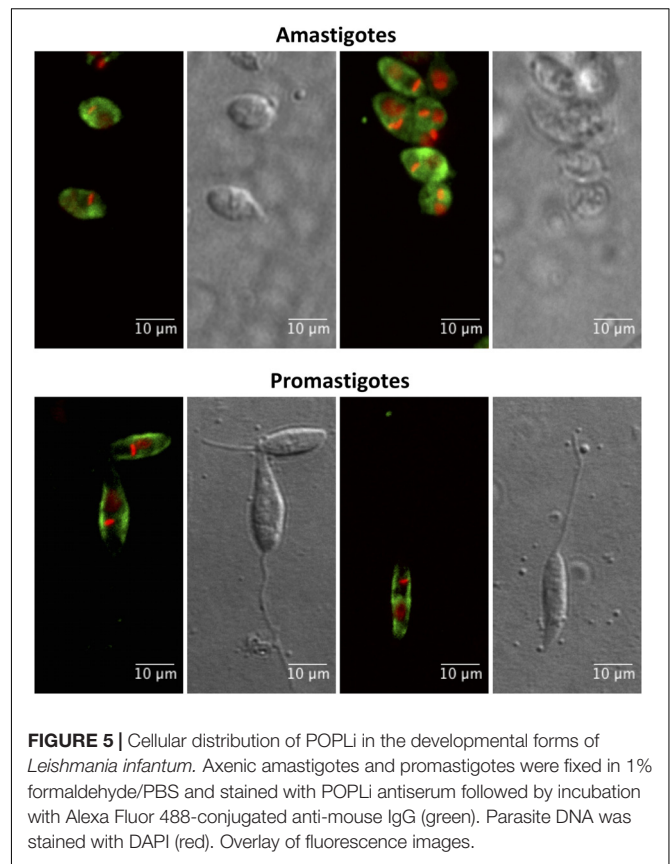 Amastigotes
10 µm 10 µm 10 µm 10 µm
Promastigotes
10 µm 10 µm 10 µm 10 µm
FIGURE 5 | Cellular distribution of POPLi in the developmental forms of
Leishmania infantum. Axenic amastigotes and promastigotes were fixed in 1%
formaldehyde/PBS and stained with POPLi antiserum followed by incubation
with Alexa Fluor 488-conjugated anti-mouse IgG (green). Parasite DNA was
stained with DAPI (red). Overlay of fluorescence images.